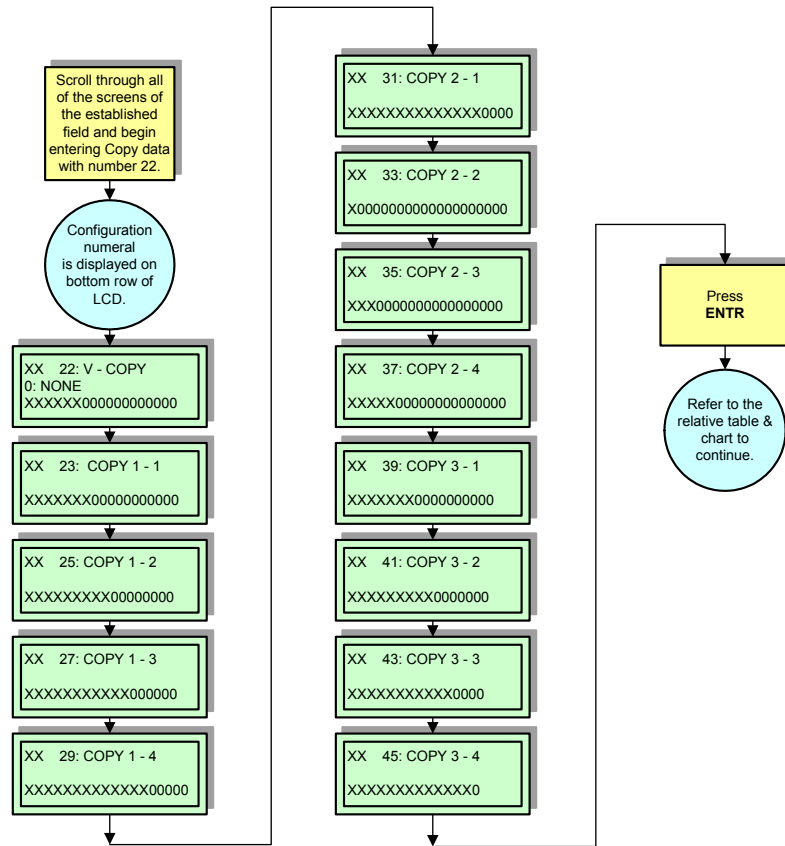 Scroll through all
of the screens of
the established
field and begin
entering Copy data
with number 22.
Configuration
numeral
is displayed on
bottom row of
LCD.
XX 22: V - COPY
0: NONE
XXXXXX000000000000
XX 23: COPY 1 - 1
XXXXXXX00000000000
XX 25: COPY 1 - 2
XXXXXXXXX00000000
XX 27: COPY 1 - 3
XXXXXXXXXXX000000
XX 29: COPY 1 - 4
XXXXXXXXXXXXX00000
XX 31: COPY 2 - 1
XXXXXXXXXXXXXXX0000
XX 33: COPY 2 - 2
X000000000000000000
XX 35: COPY 2 - 3
XXX000000000000000
XX 37: COPY 2 - 4
XXXXX0000000000000
XX 39: COPY 3 - 1
XXXXXXX0000000000
XX 41: COPY 3 - 2
XXXXXXXXX0000000
XX 43: COPY 3 - 3
XXXXXXXXXXX0000
XX 45: COPY 3 - 4
XXXXXXXXXXXXX0
Press
ENTR
Refer to the
relative table &
chart to
continue.